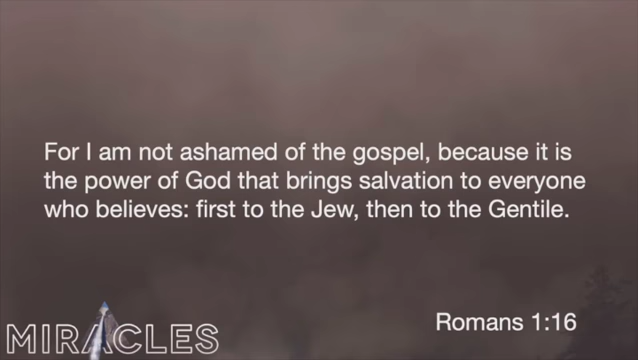 For I am not ashamed of the gospel, because it is
the power of God that brings salvation to everyone
who believes: first to the Jew, then to the Gentile.
Romans 1:16
MIRACLES